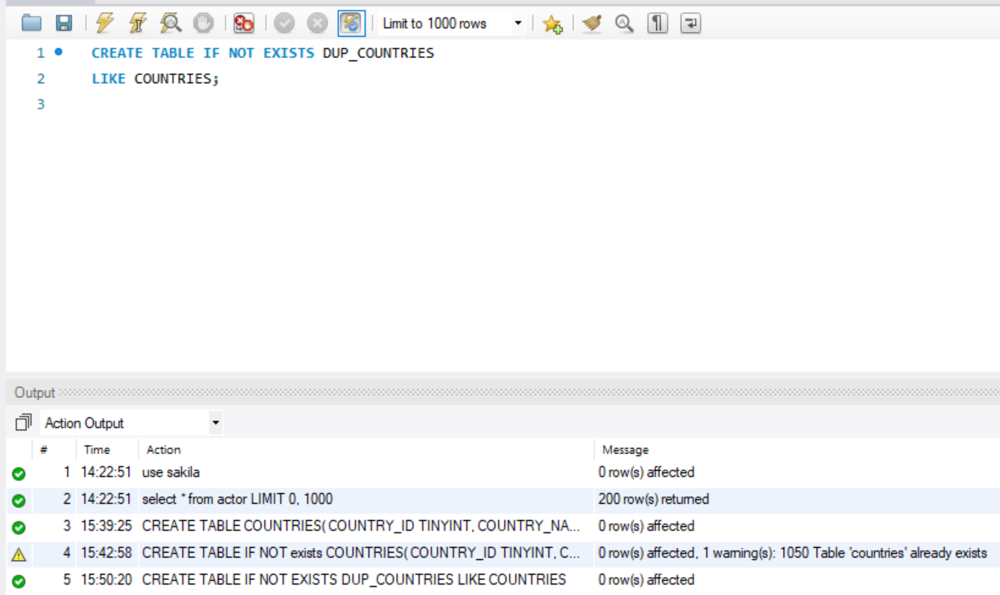 Limit to 1000 rows
1 CREATE TABLE IF NOT EXISTS DUP_COUNTRIES
2 LIKE COUNTRIES;
3
Output
Action Output
# Time Action Message
1 14:22:51 use sakila 0 row(s) affected
2 14:22:51 select * from actor LIMIT 0, 1000 200 row(s) returned
3 15:39:25 CREATE TABLE COUNTRIES( COUNTRY_ID TINYINT, COUNTRY_NA... 0 row(s) affected
4 15:42:58 CREATE TABLE IF NOT exists COUNTRIES( COUNTRY_ID TINYINT, C... 0 row(s) affected, 1 warning(s): 1050 Table 'countries' already exists
5 15:50:20 CREATE TABLE IF NOT EXISTS DUP_COUNTRIES LIKE COUNTRIES 0 row(s) affected